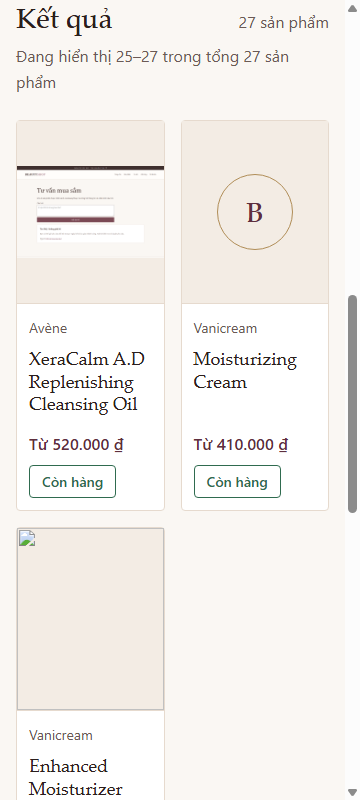 Kết quả
27 sản phẩm
Đang hiển thị 25–27 trong tổng 27 sản
phẩm
Tư vấn mua sắm
B
Avène
XeraCalm A.D
Replenishing
Cleansing Oil
Từ 520.000 ₫
Còn hàng
Vanicream
Moisturizing
Cream
Từ 410.000 ₫
Còn hàng
Vanicream
Enhanced
Moisturizer